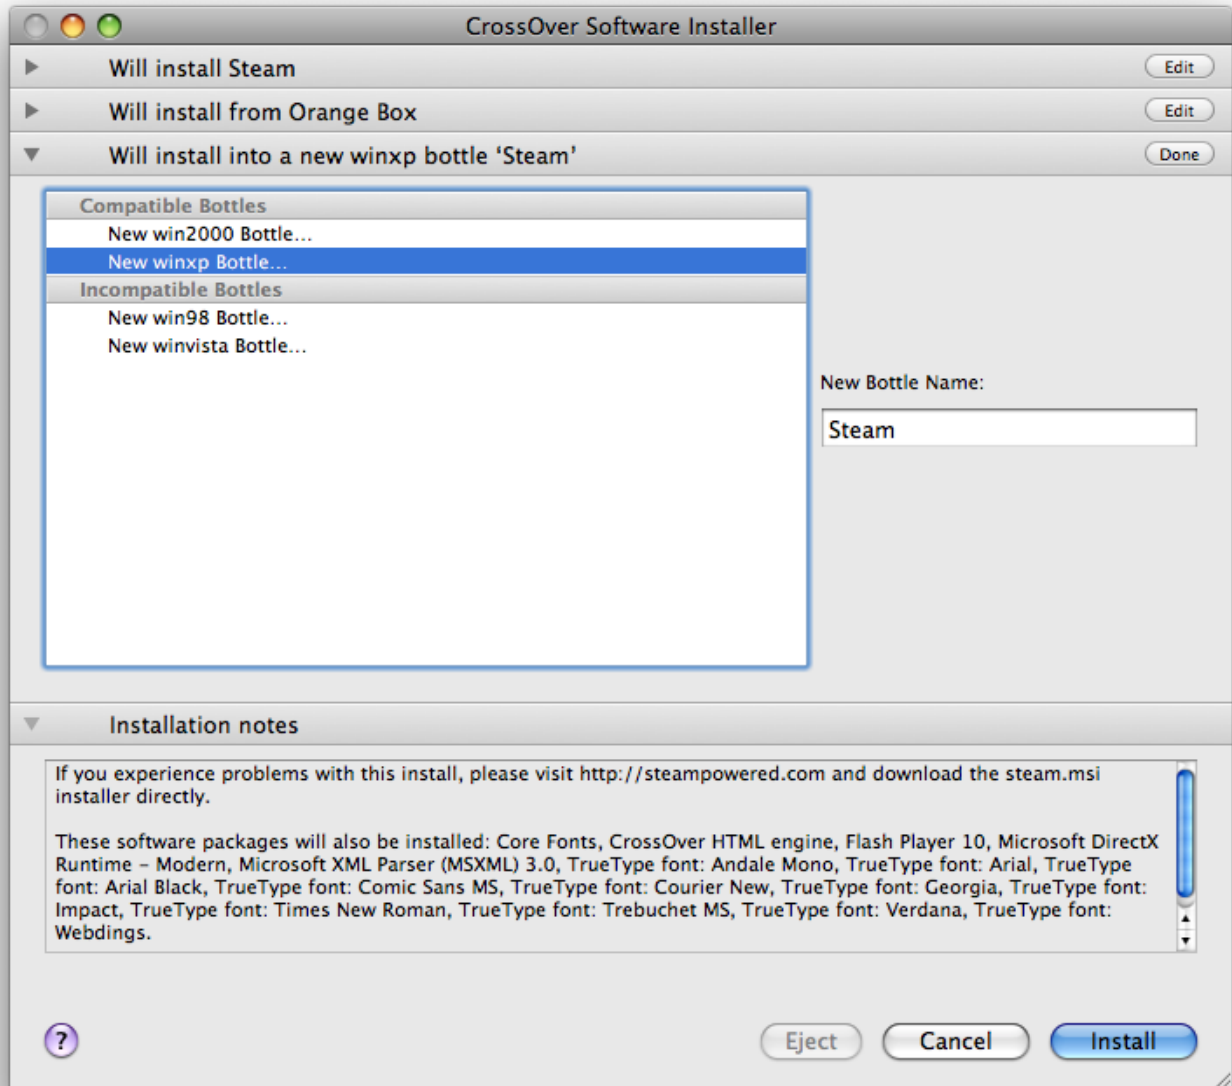 CrossOver Software Installer
Will install Steam
Edit
Will install from Orange Box
Edit
Will install into a new winxp bottle ‘Steam’
Done
Compatible Bottles
New win2000 Bottle...
New winxp Bottle...
Incompatible Bottles
New win98 Bottle...
New winvista Bottle...
New Bottle Name:
Steam
Installation notes
If you experience problems with this install, please visit http://steampowered.com and download the steam.msi
installer directly.
These software packages will also be installed: Core Fonts, CrossOver HTML engine, Flash Player 10, Microsoft DirectX
Runtime – Modern, Microsoft XML Parser (MSXML) 3.0, TrueType font: Andale Mono, TrueType font: Arial, TrueType
font: Arial Black, TrueType font: Comic Sans MS, TrueType font: Courier New, TrueType font: Georgia, TrueType font:
Impact, TrueType font: Times New Roman, TrueType font: Trebuchet MS, TrueType font: Verdana, TrueType font:
Webdings.
?
Eject
Cancel
Install